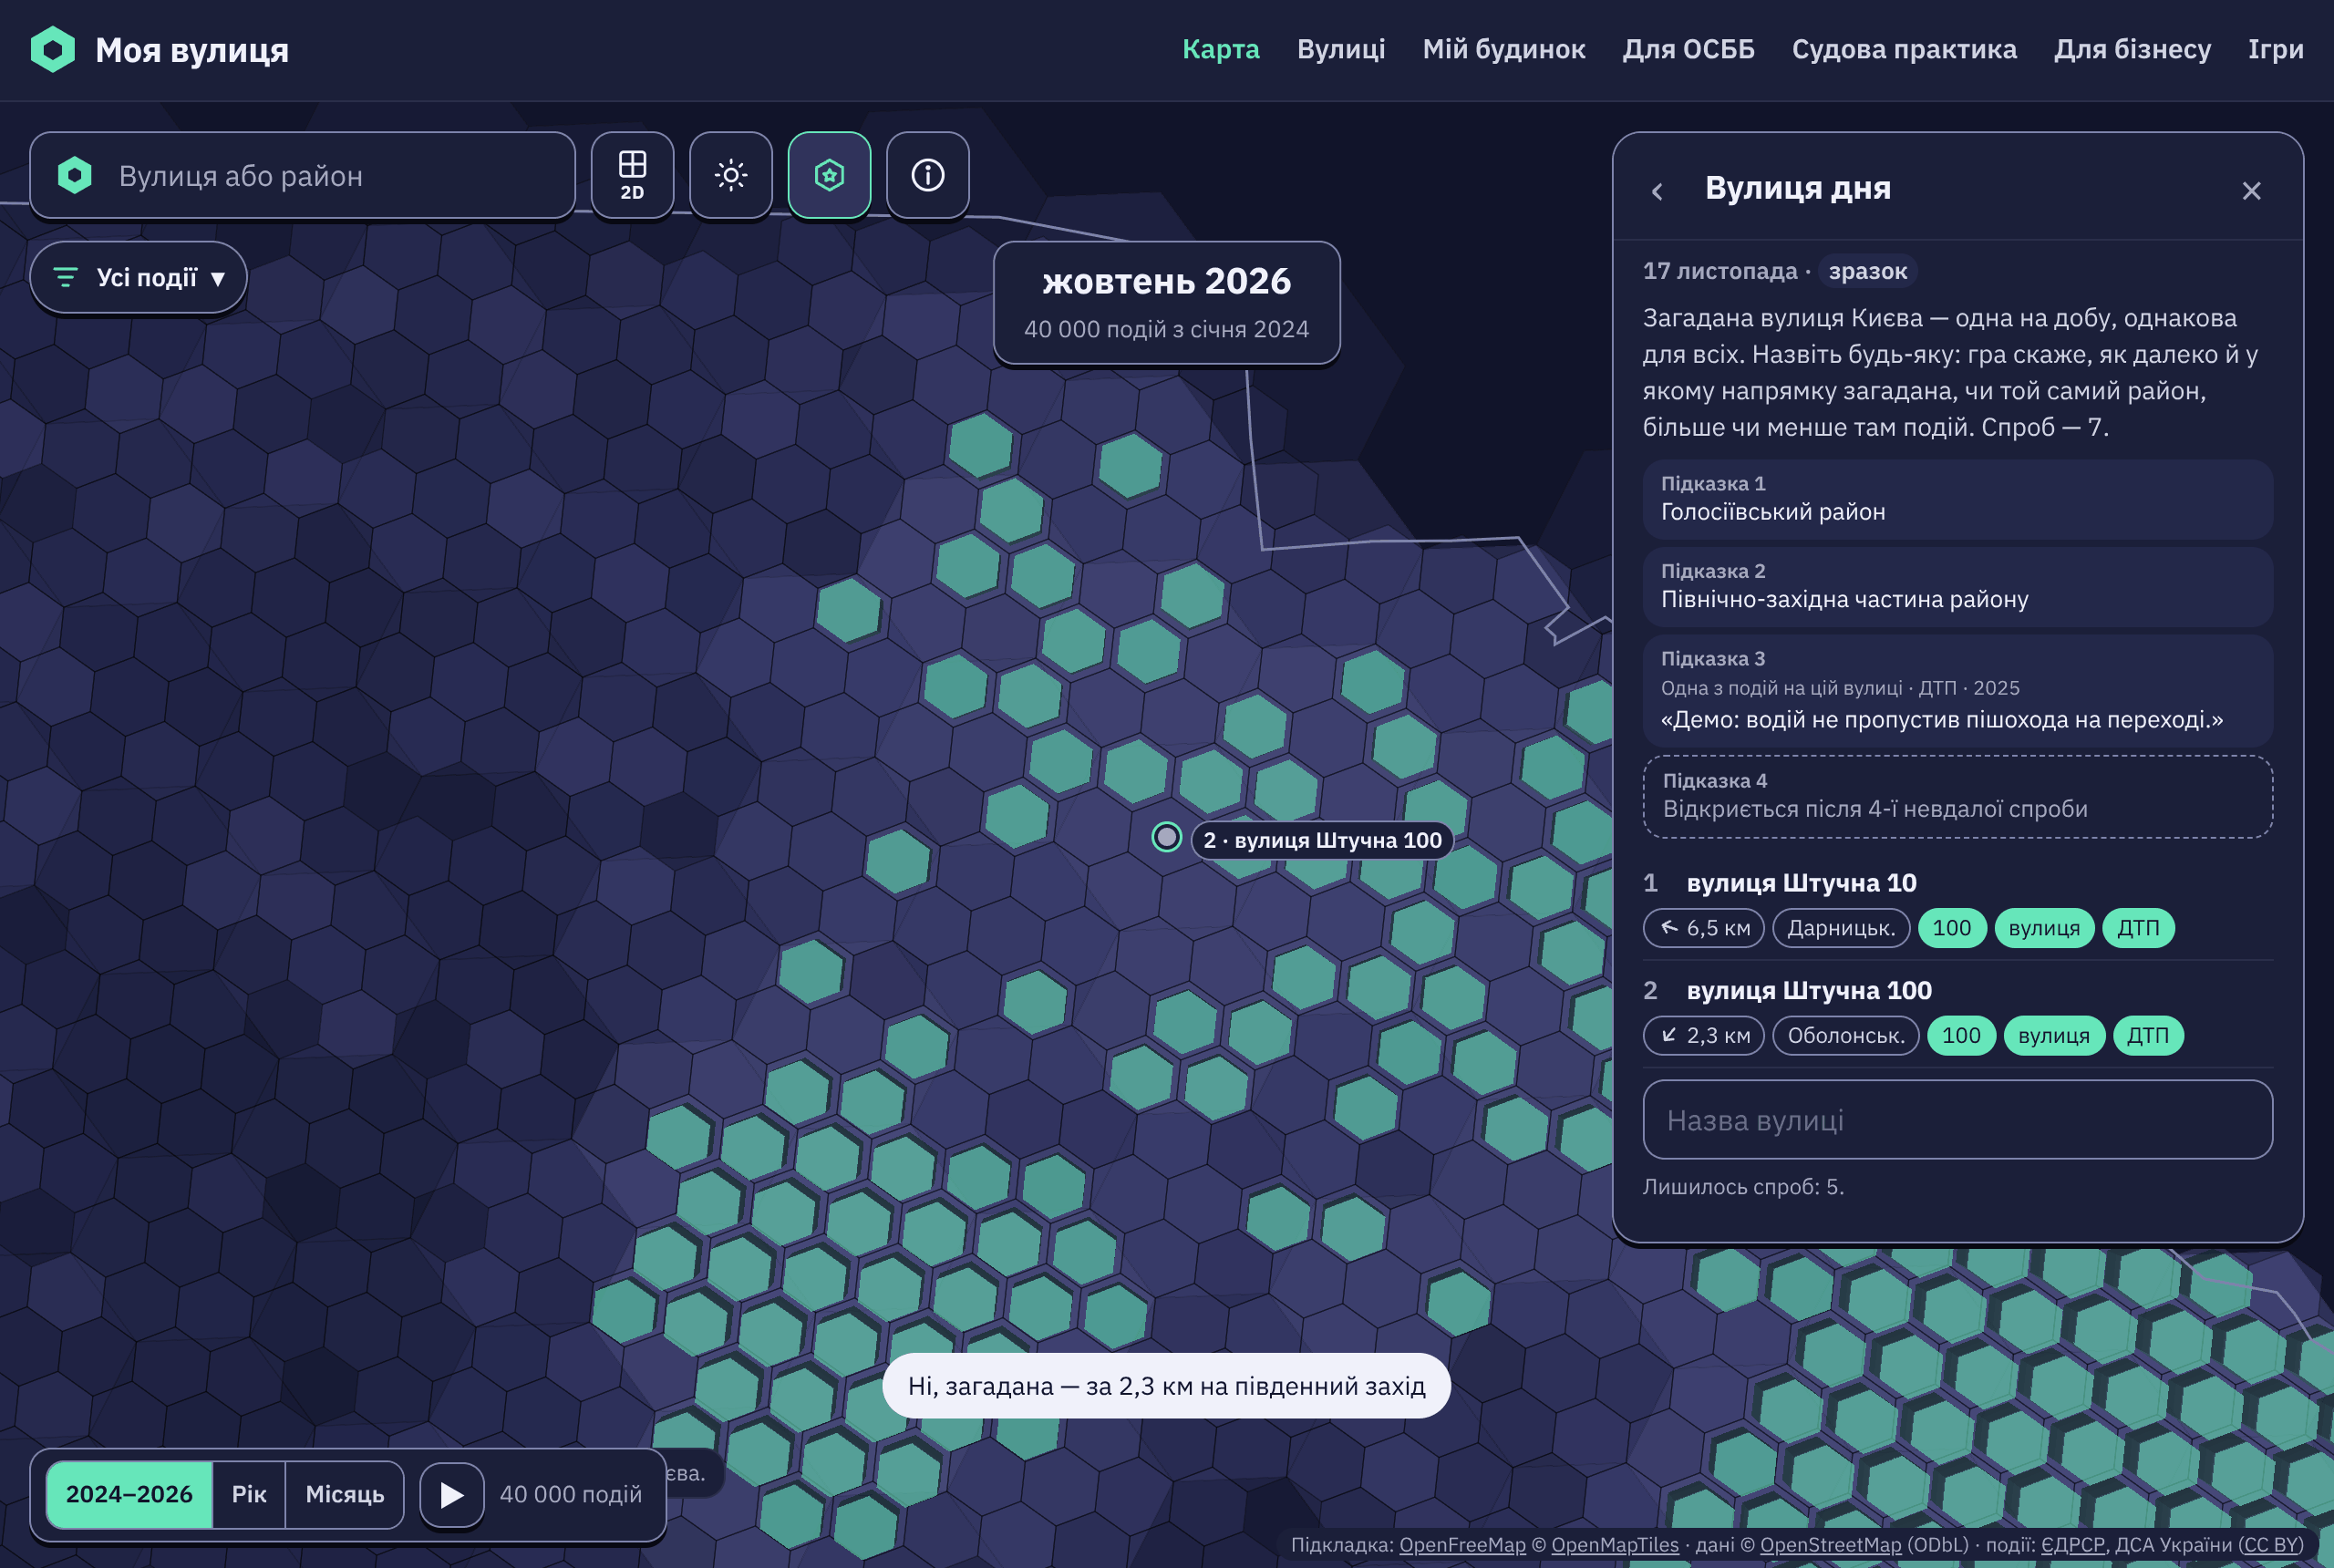 Моя вулиця
Карта Вулиці Мій будинок Для ОСББ Судова практика Для бізнесу Ігри
Вулиця або район
2D
Усі події ▼
жовтень 2026
40 000 подій з січня 2024
2 · вулиця Штучна 100
Ні, загадана — за 2,3 км на південний захід
Вулиця дня
17 листопада · зразок
Загадана вулиця Києва — одна на добу, однакова
для всіх. Назвіть будь-яку: гра скаже, як далеко й у
якому напрямку загадана, чи той самий район,
більше чи менше там подій. Спроб — 7.
Підказка 1
Голосіївський район
Підказка 2
Північно-західна частина району
Підказка 3
Одна з подій на цій вулиці · ДТП · 2025
«Демо: водій не пропустив пішохода на переході.»
Підказка 4
Відкриється після 4-ї невдалої спроби
1 вулиця Штучна 10
← 6,5 км Дарницьк. 100 вулиця ДТП
2 вулиця Штучна 100
↙ 2,3 км Оболонськ. 100 вулиця ДТП
Назва вулиці
Лишилось спроб: 5.
2024–2026 Рік Місяць 40 000 подій
єва.
Підкладка: OpenFreeMap © OpenMapTiles · дані © OpenStreetMap (ODbL) · події: ЄДРСР, ДСА України (CC BY)